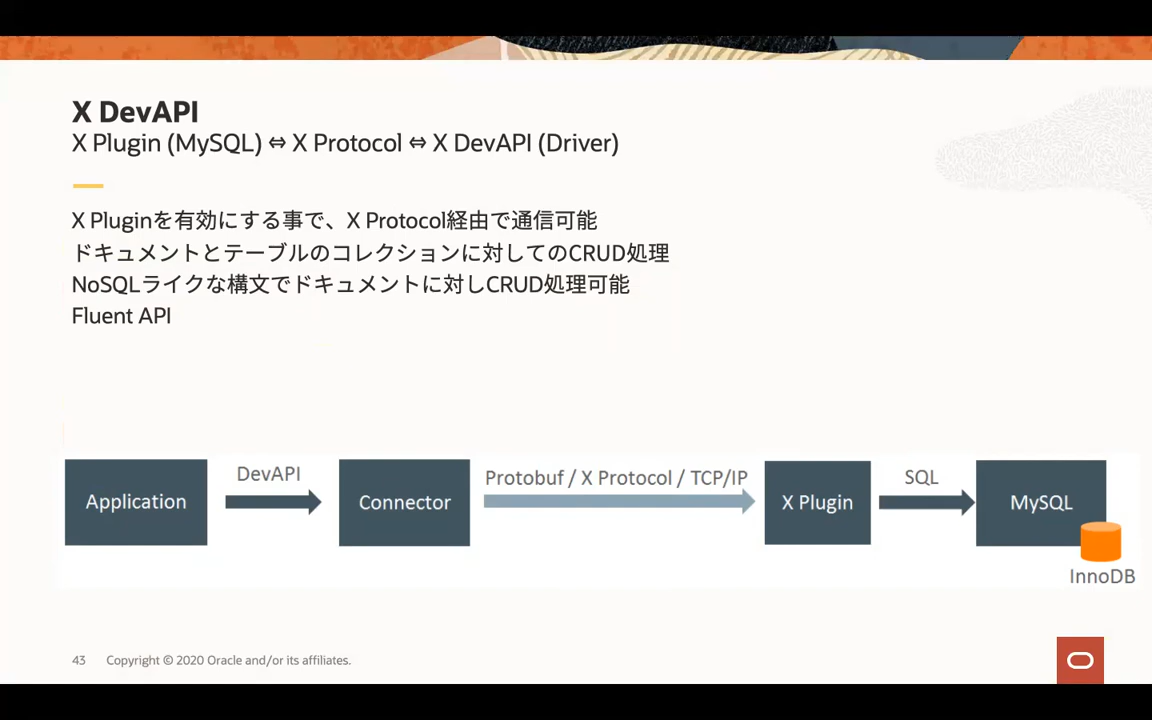 X DevAPI
X Plugin (MySQL) ⇔ X Protocol ⇔ X DevAPI (Driver)
X Pluginを有効にする事で、X Protocol経由で通信可能
ドキュメントとテーブルのコレクションに対してのCRUD処理
NoSQLライクな構文でドキュメントに対しCRUD処理可能
Fluent API
Application
DevAPI
Connector
Protobuf / X Protocol / TCP/IP
X Plugin
SQL
MySQL
InnoDB
43 Copyright © 2020 Oracle and/or its affiliates.